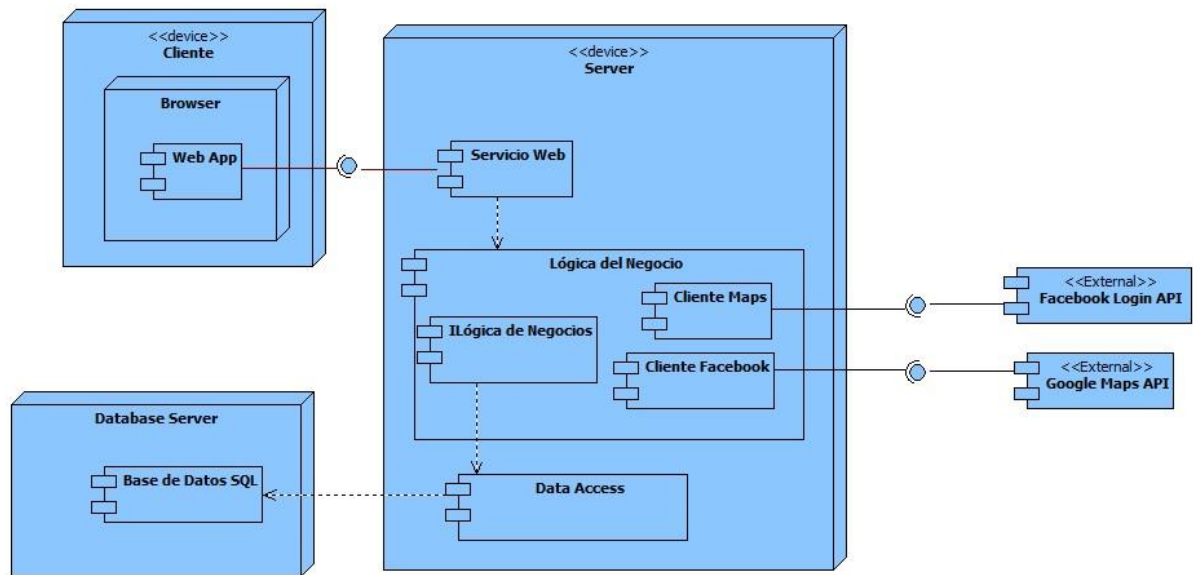 <<device>>
Cliente
Browser
Web App
<<device>>
Server
Servicio Web
Lógica del Negocio
Cliente Maps
ILógica de Negocios
Cliente Facebook
Data Access
<<External>>
Facebook Login API
<<External>>
Google Maps API
Database Server
Base de Datos SQL